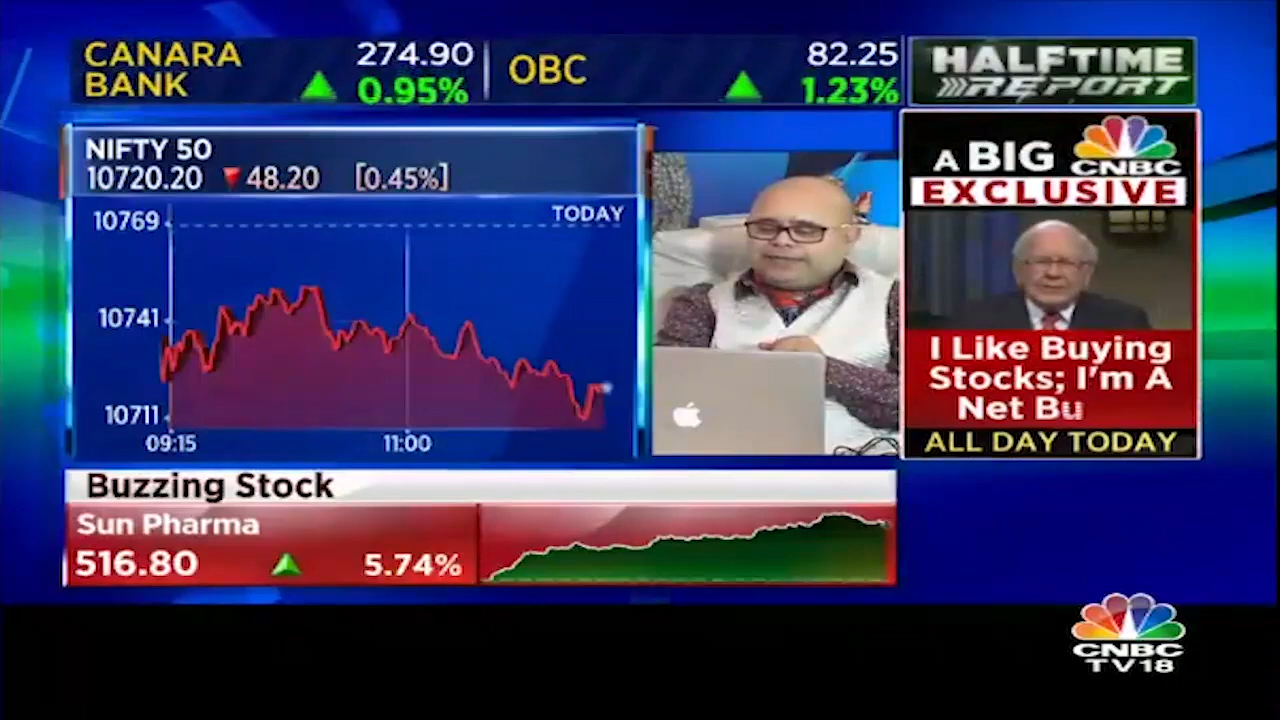 CANARA
BANK
274.90
0.95%
OBC
82.25
1.23%
HALFTIME
REPORT
NIFTY 50
10720.20 48.20 [0.45%]
TODAY
10769
10741
10711
09:15 11:00
A BIG CNBC
EXCLUSIVE
I Like Buying
Stocks; I'm A
Net Bu
ALL DAY TODAY
Buzzing Stock
Sun Pharma
516.80 5.74%
CNBC
TV18